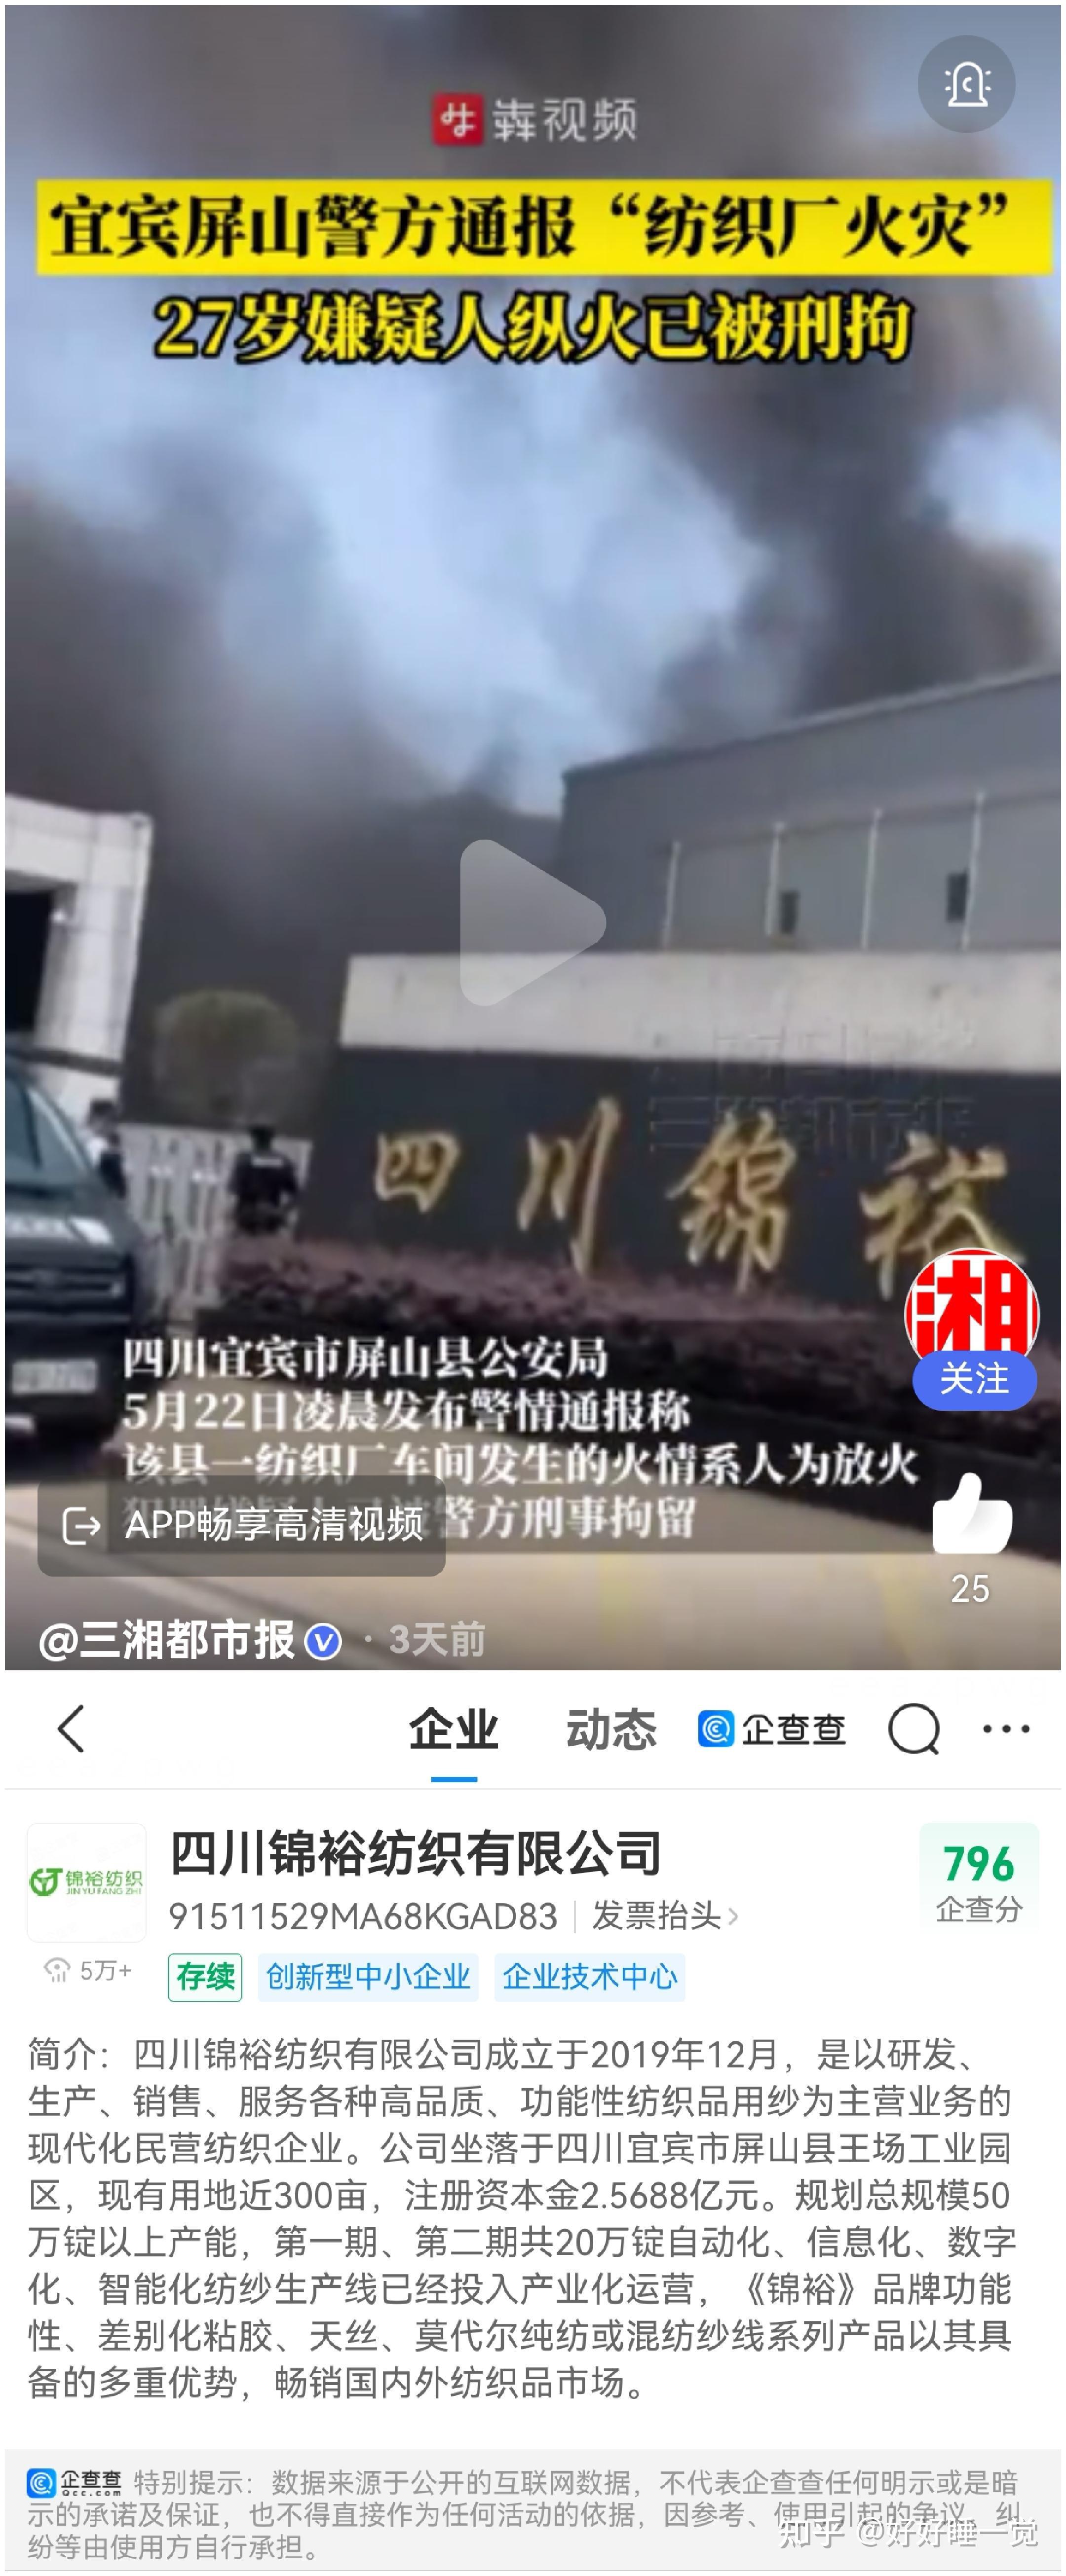 犇视频
宜宾屏山警方通报“纺织厂火灾”
27岁嫌疑人纵火已被刑拘
四川锦裕
湘
关注
四川宜宾市屏山县公安局
5月22日凌晨发布警情通报称
该县一纺织厂车间发生的火情系人为放火
警方刑事拘留
APP畅享高清视频
25
@三湘都市报 · 3天前
企业 动态 企查查
四川锦裕纺织有限公司
锦裕纺织
JIN YU FANG ZHI
796
企查分
91511529MA68KGAD83 发票抬头
5万+
存续 创新型中小企业 企业技术中心
简介：四川锦裕纺织有限公司成立于2019年12月，是以研发、
生产、销售、服务各种高品质、功能性纺织品用纱为主营业务的
现代化民营纺织企业。公司坐落于四川宜宾市屏山县王场工业园
区，现有用地近300亩，注册资本金2.5688亿元。规划总规模50
万锭以上产能，第一期、第二期共20万锭自动化、信息化、数字
化、智能化纺纱生产线已经投入产业化运营，《锦裕》品牌功能
性、差别化粘胶、天丝、莫代尔纯纺或混纺纱线系列产品以其具
备的多重优势，畅销国内外纺织品市场。
企查查
Qcc.com
特别提示：数据来源于公开的互联网数据，不代表企查查任何明示或是暗
示的承诺及保证，也不得直接作为任何活动的依据，因参考、使用引起的争议、纠
纷等由使用方自行承担。
知乎 @好好睡一觉